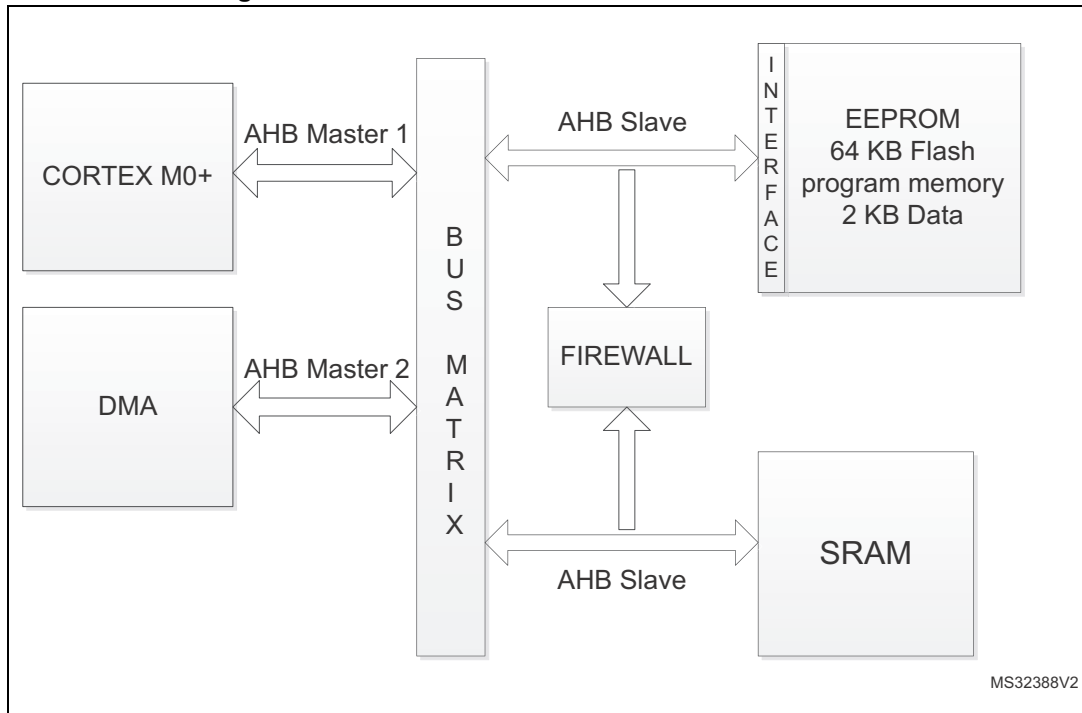 CORTEX M0+
AHB Master 1
DMA
AHB Master 2
BUS MATRIX
AHB Slave
FIREWALL
AHB Slave
INTERFACE
EEPROM
64 KB Flash
program memory
2 KB Data
SRAM
MS32388V2